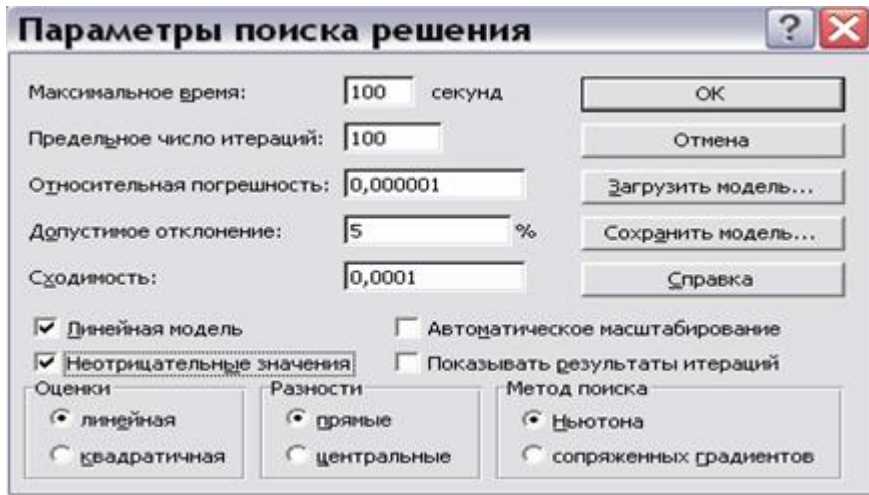 Параметры поиска решения
Максимальное время: 100 секунд ОК
Предельное число итераций: 100 Отмена
Относительная погрешность: 0,000001 Загрузить модель...
Допустимое отклонение: 5 % Сохранить модель...
Сходимость: 0,0001 Справка
Линейная модель Автоматическое масштабирование
Неотрицательные значения Показывать результаты итераций
Оценки Разности Метод поиска
линейная прямые Ньютона
квадратичная центральные сопряженных градиентов